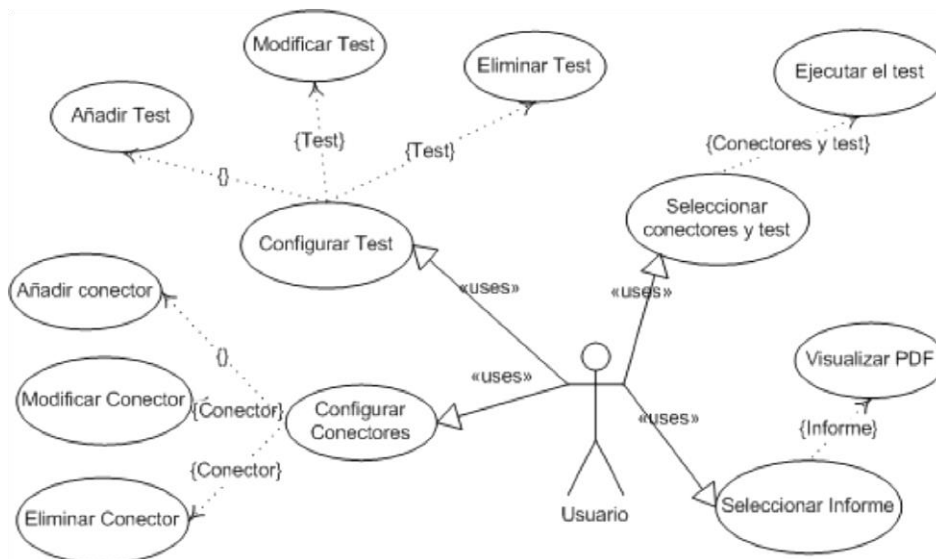 Modificar Test
Eliminar Test
Ejecutar el test
Añadir Test
{Test}
{Test}
{Conectores y test}
{}
Seleccionar
conectores y test
Configurar Test
Añadir conector
«uses»
«uses»
{}
Visualizar PDF
«uses»
Modificar Conector
{Conector}
Configurar
Conectores
«uses»
{Informe}
{Conector}
Eliminar Conector
Usuario
Seleccionar Informe